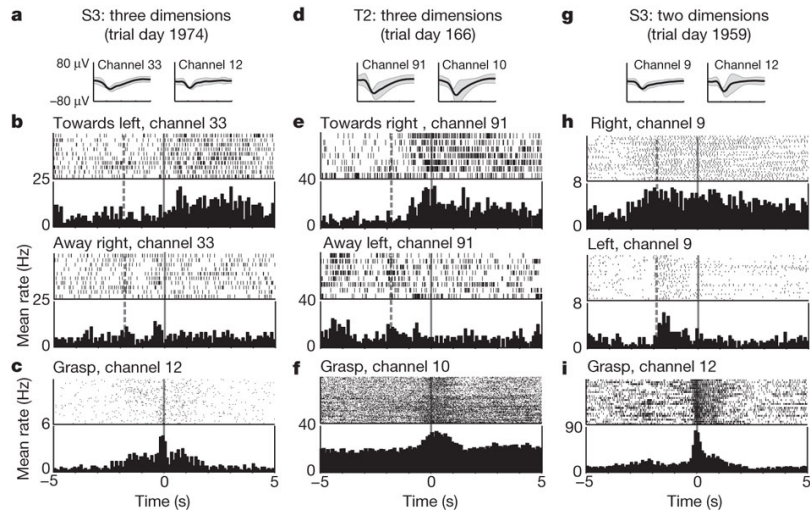 a S3: three dimensions
(trial day 1974)
80 µV
−80 µV
Channel 33
Channel 12
b Towards left, channel 33
25
0
Away right, channel 33
25
0
Mean rate (Hz)
c Grasp, channel 12
6
0
Mean rate (Hz)
−5 0 5
Time (s)
d T2: three dimensions
(trial day 166)
Channel 91
Channel 10
e Towards right , channel 91
40
0
Away left, channel 91
40
0
f Grasp, channel 10
40
0
−5 0 5
Time (s)
g S3: two dimensions
(trial day 1959)
Channel 9
Channel 12
h Right, channel 9
8
0
Left, channel 9
8
0
i Grasp, channel 12
90
0
−5 0 5
Time (s)